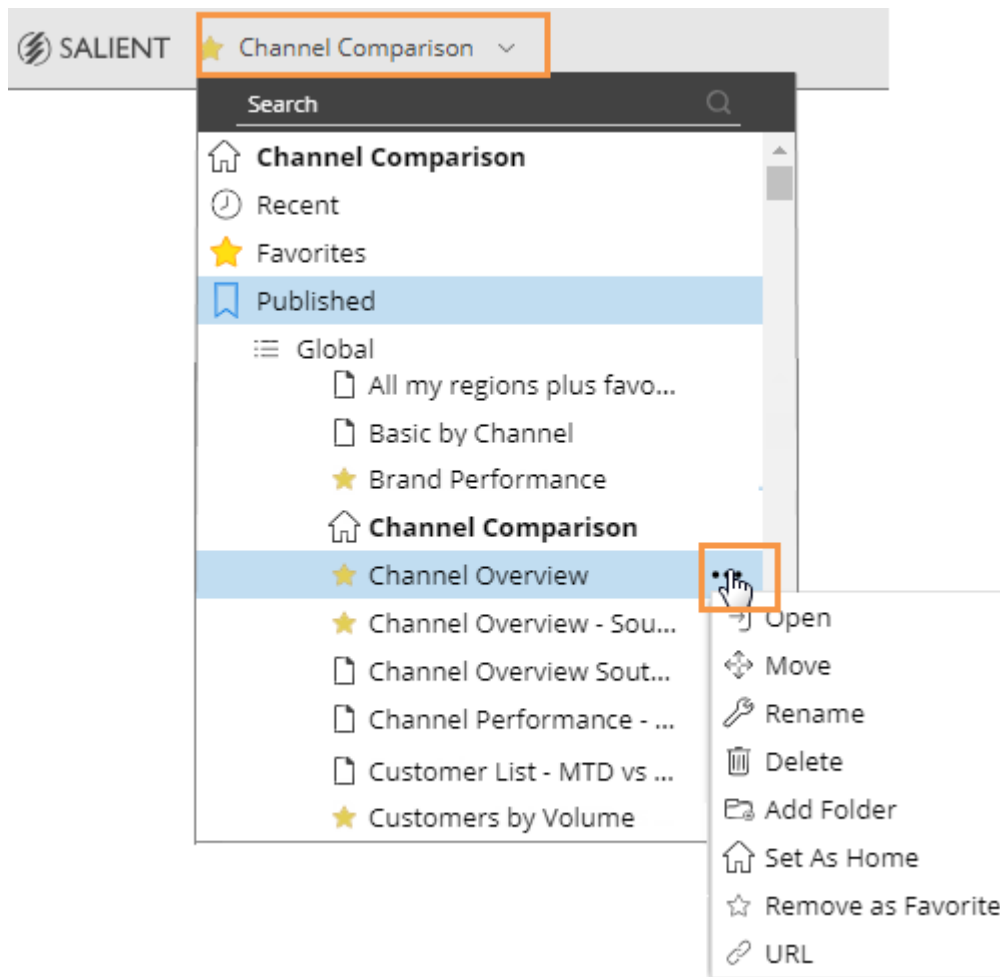 SALIENT
Channel Comparison
Search
Channel Comparison
Recent
Favorites
Published
Global
All my regions plus favo...
Basic by Channel
Brand Performance
Channel Comparison
Channel Overview
Channel Overview - Sou...
Channel Overview Sout...
Channel Performance - ...
Customer List - MTD vs ...
Customers by Volume
Open
Move
Rename
Delete
Add Folder
Set As Home
Remove as Favorite
URL